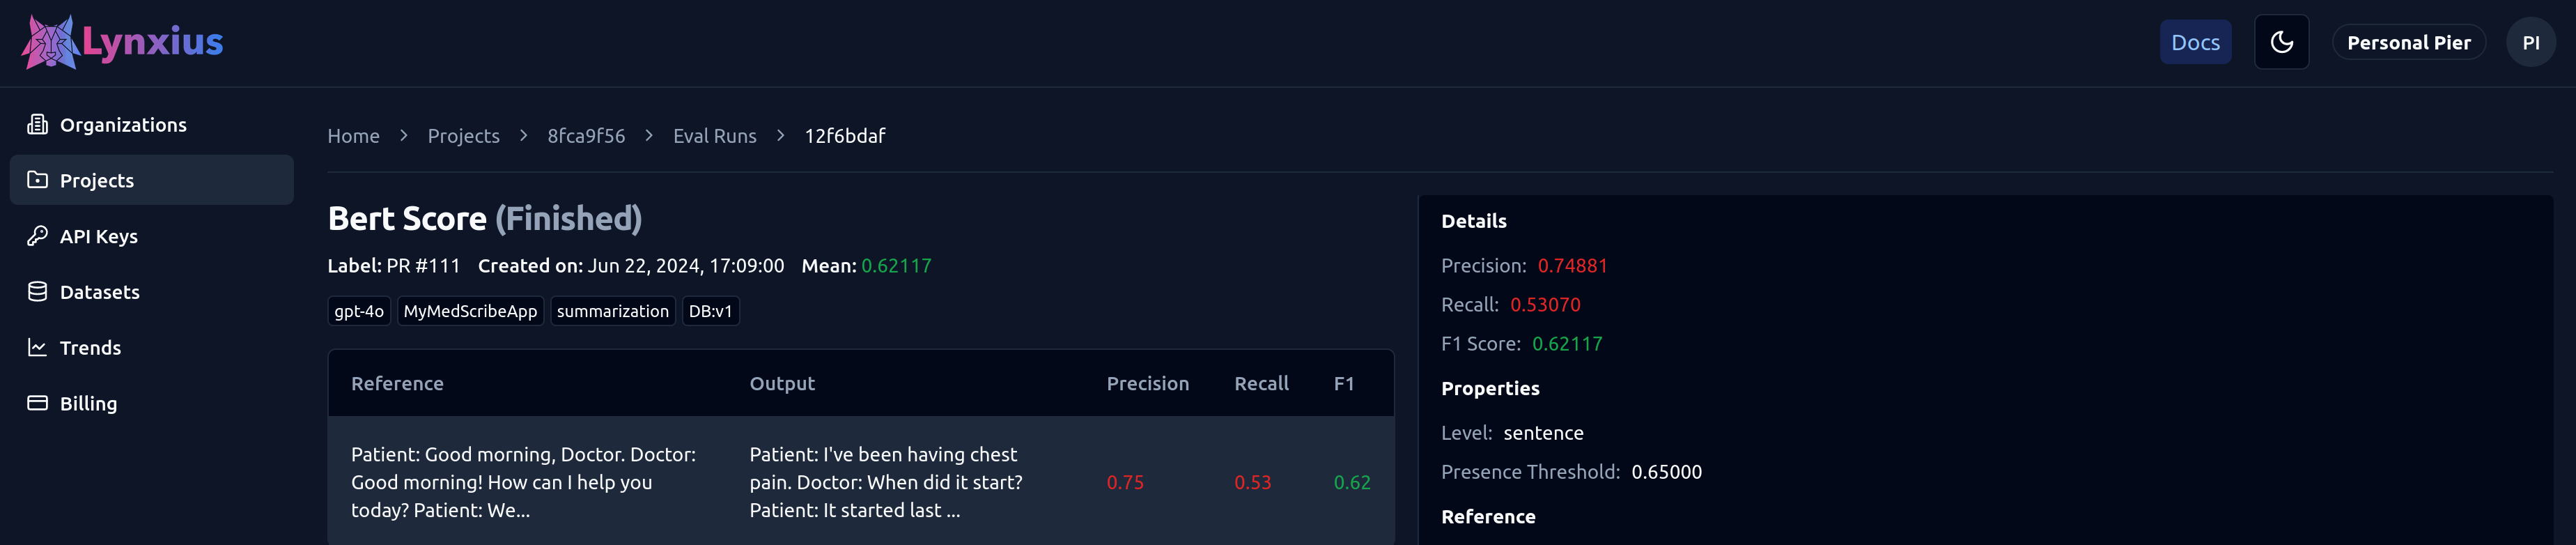 Lynxius
Docs
Personal Pier
PI
Organizations
Projects
API Keys
Datasets
Trends
Billing
Home > Projects > 8fca9f56 > Eval Runs > 12f6bdaf
Bert Score (Finished)
Label: PR #111 Created on: Jun 22, 2024, 17:09:00 Mean: 0.62117
gpt-4o MyMedScribeApp summarization DB:v1
Reference Output Precision Recall F1
Patient: Good morning, Doctor. Doctor:
Good morning! How can I help you
today? Patient: We...
Patient: I've been having chest
pain. Doctor: When did it start?
Patient: It started last ...
0.75 0.53 0.62
Details
Precision: 0.74881
Recall: 0.53070
F1 Score: 0.62117
Properties
Level: sentence
Presence Threshold: 0.65000
Reference